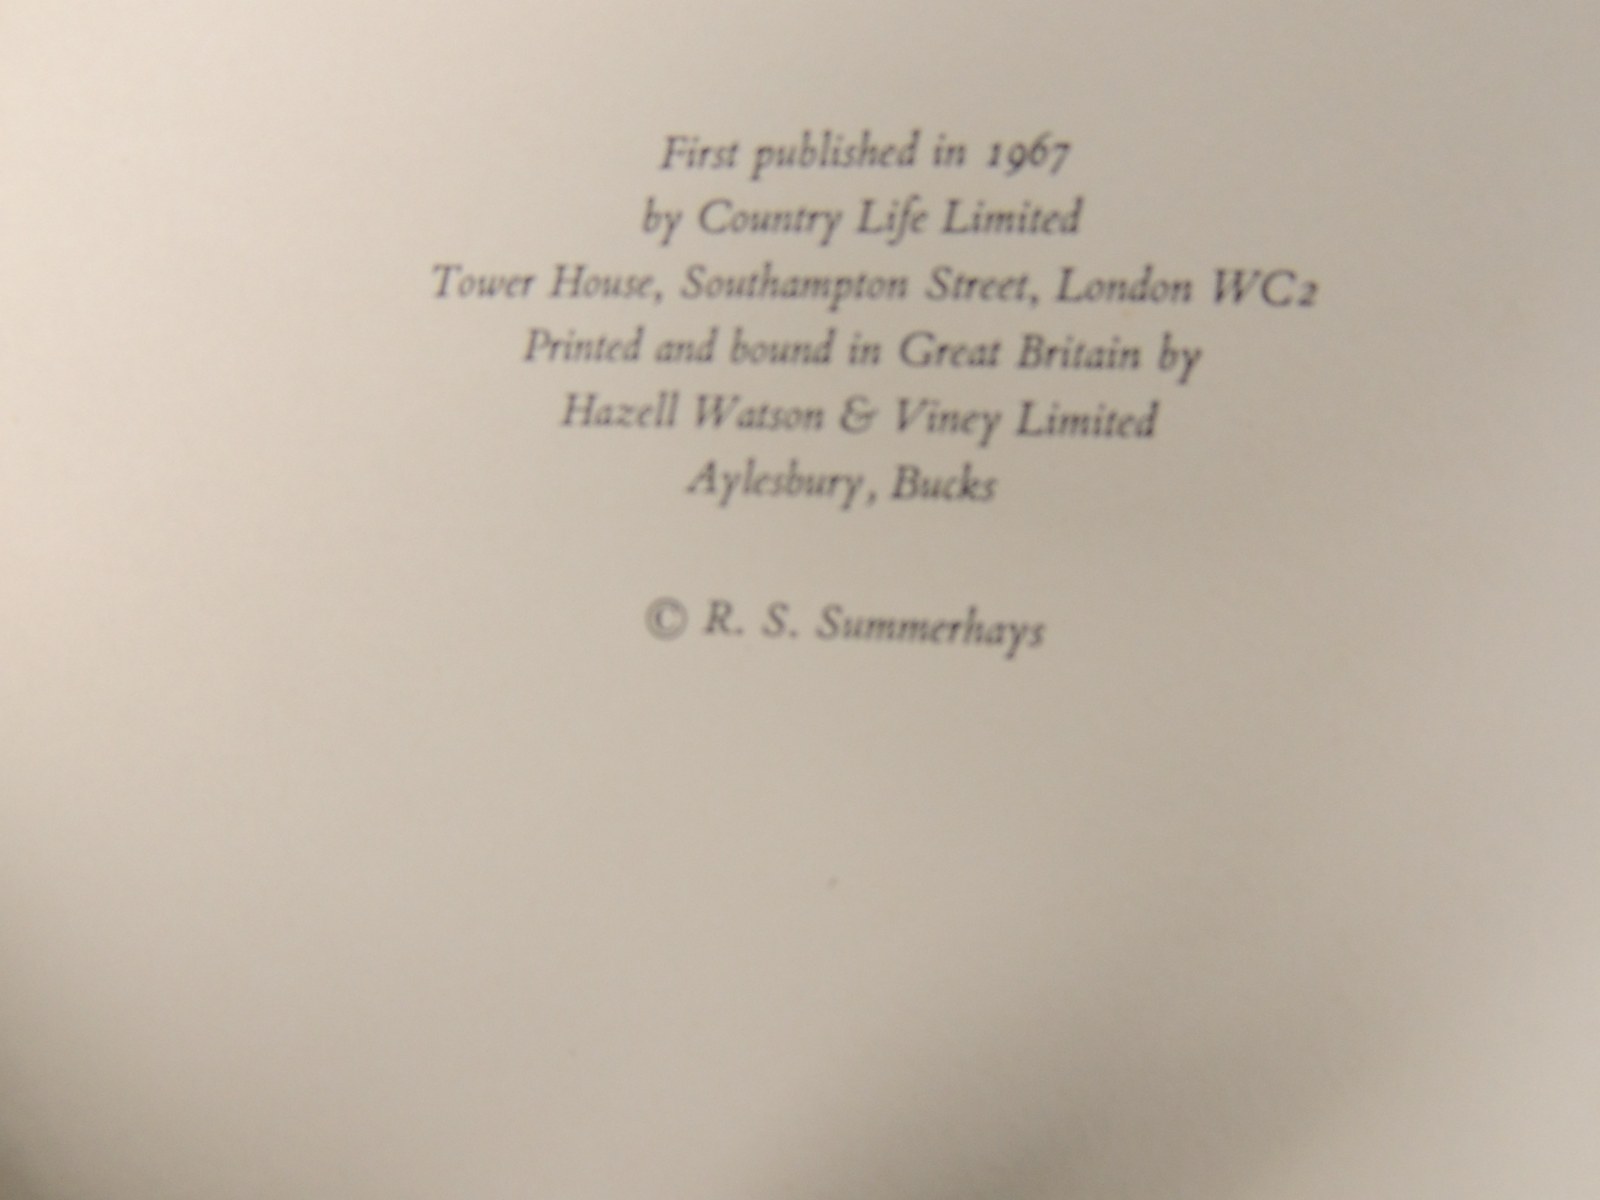 First published in 1967
by Country Life Limited
Tower House, Southampton Street, London WC2
Printed and bound in Great Britain by
Hazell Watson & Viney Limited
Aylesbury, Bucks
© R. S. Summerhays